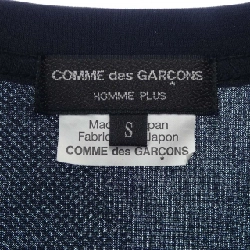 COMME des GARÇONS
HOMME PLUS
S
Made in Japan
Fabriqué au Japon
COMME des GARÇONS